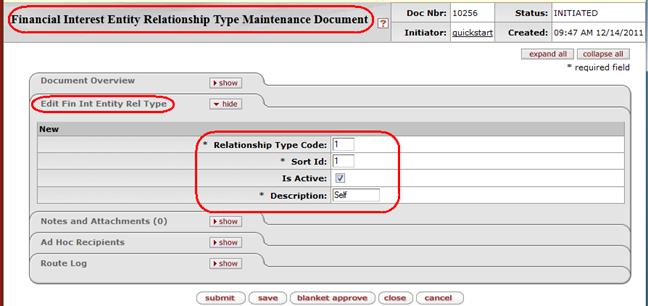 Financial Interest Entity Relationship Type Maintenance Document ?
Doc Nbr: 10256 Status: INITIATED
Initiator: quickstart Created: 09:47 AM 12/14/2011
expand all collapse all
* required field
Document Overview show
Edit Fin Int Entity Rel Type hide
New
* Relationship Type Code: 1
* Sort Id: 1
Is Active:
* Description: Self
Notes and Attachments (0) show
Ad Hoc Recipients show
Route Log show
submit save blanket approve close cancel